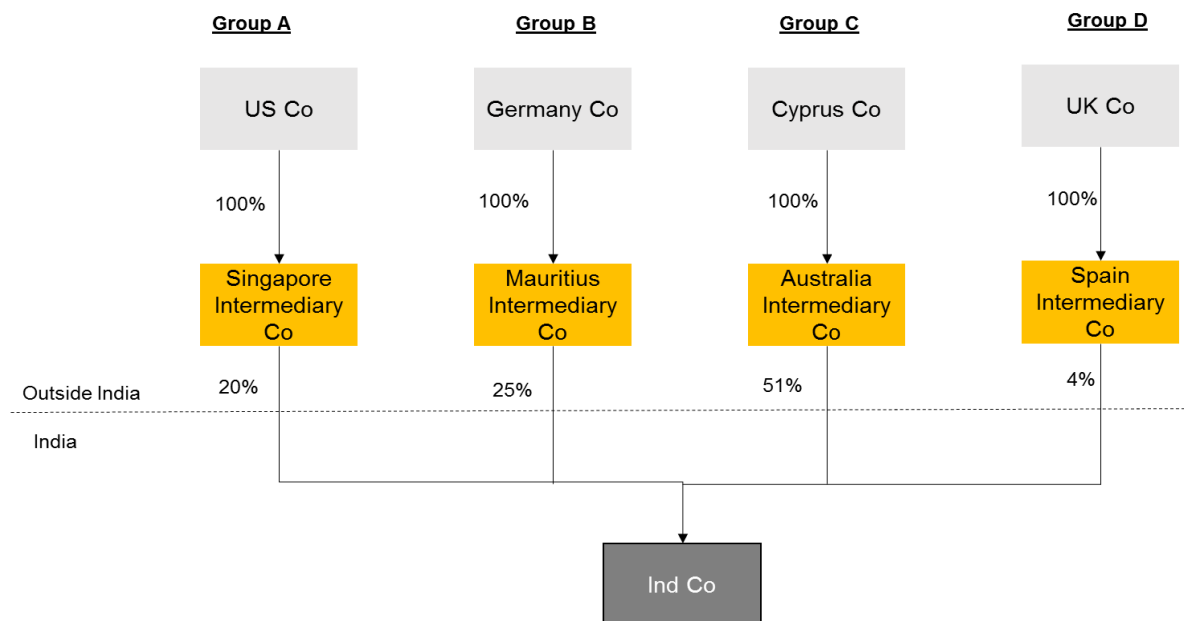 Group A
Group B
Group C
Group D
US Co
Germany Co
Cyprus Co
UK Co
100%
100%
100%
100%
Singapore
Intermediary
Co
Mauritius
Intermediary
Co
Australia
Intermediary
Co
Spain
Intermediary
Co
20%
25%
51%
4%
Outside India
India
Ind Co